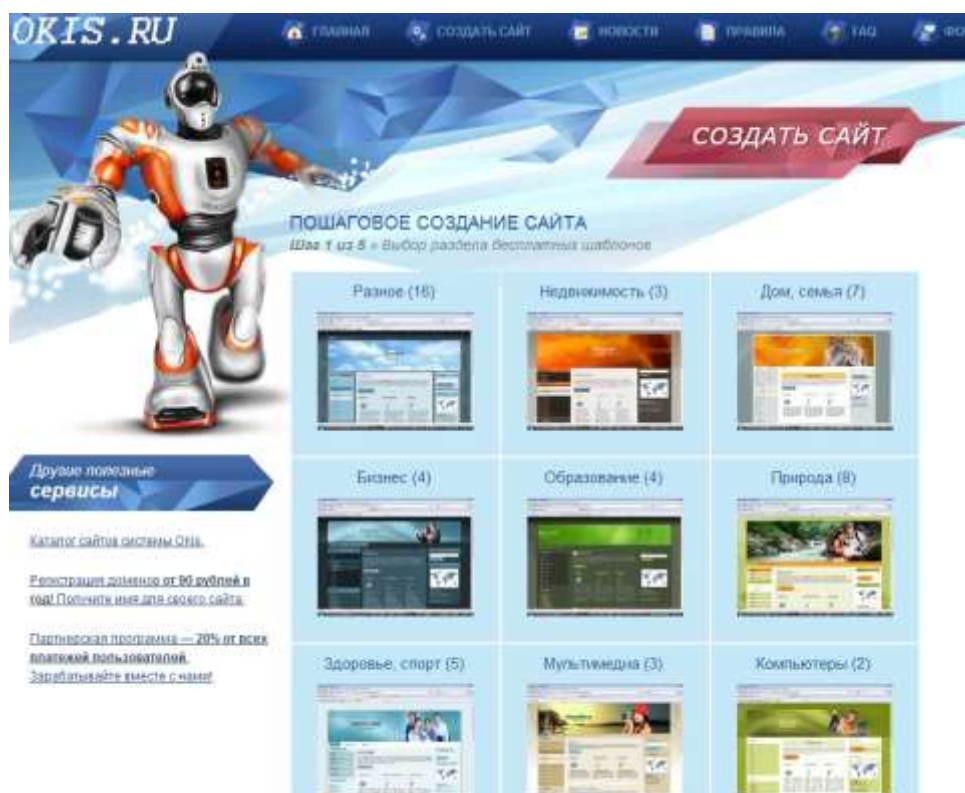 OKIS.RU
ГЛАВНАЯ
СОЗДАТЬ САЙТ
НОВОСТИ
ПРАВИЛА
FAQ
ФО
СОЗДАТЬ САЙТ
ПОШАГОВОЕ СОЗДАНИЕ САЙТА
Шаг 1 из 5 » Выбор раздела бесплатных шаблонов
Разное (16)
Недвижимость (3)
Дом, семья (7)
Бизнес (4)
Образование (4)
Природа (8)
Здоровье, спорт (5)
Мультимедиа (3)
Компьютеры (2)
Другие полезные
сервисы
Каталог сайтов системы Okis.
Регистрация доменов от 90 рублей в
год! Получите имя для своего сайта.
Партнерская программа — 20% от всех
платежей пользователей.
Зарабатывайте вместе с нами!